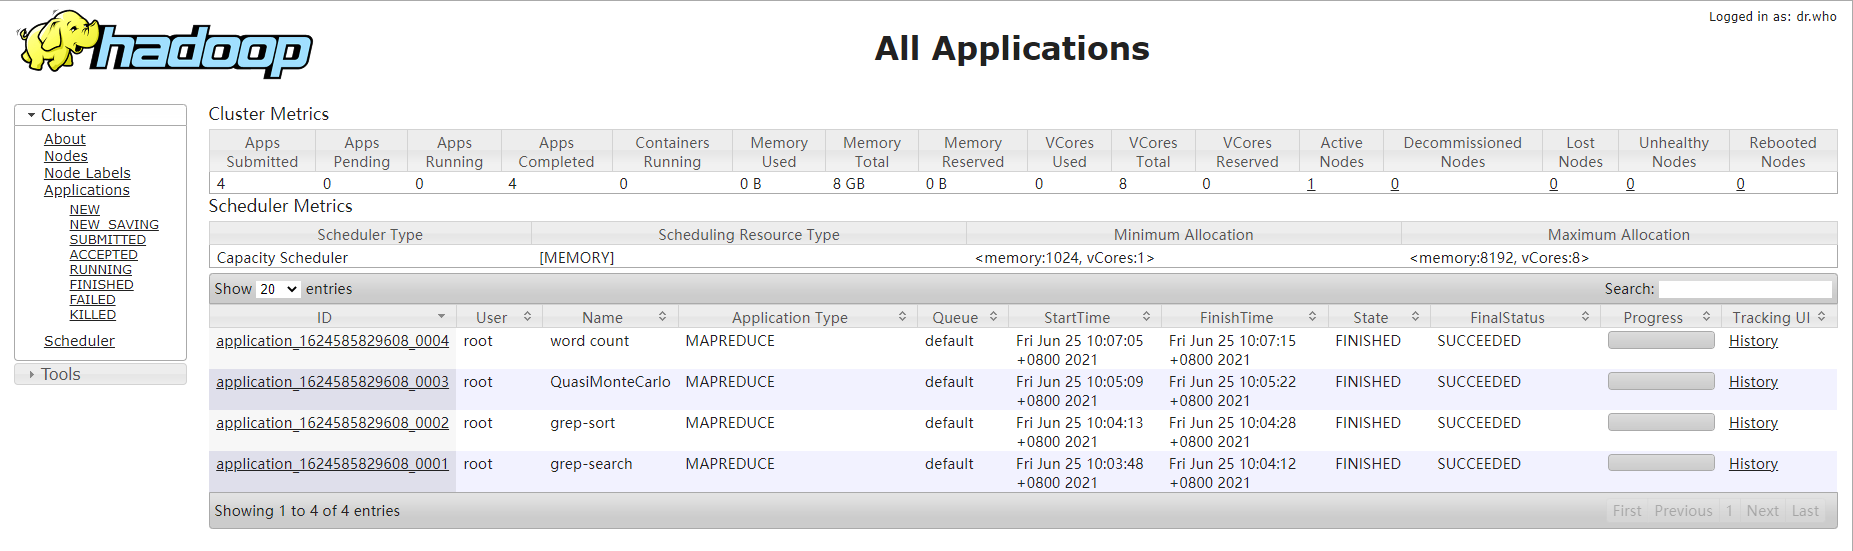 hadoop
Logged in as: dr.who
All Applications
Cluster
About
Nodes
Node Labels
Applications
NEW
NEW_SAVING
SUBMITTED
ACCEPTED
RUNNING
FINISHED
FAILED
KILLED
Scheduler
Tools
Cluster Metrics
Apps Submitted Apps Pending Apps Running Apps Completed Containers Running Memory Used Memory Total Memory Reserved VCores Used VCores Total VCores Reserved Active Nodes Decommissioned Nodes Lost Nodes Unhealthy Nodes Rebooted Nodes
4 0 0 4 0 0 B 8 GB 0 B 0 8 0 1 0 0 0 0
Scheduler Metrics
Scheduler Type Scheduling Resource Type Minimum Allocation Maximum Allocation
Capacity Scheduler [MEMORY] <memory:1024, vCores:1> <memory:8192, vCores:8>
Show 20 entries Search:
ID User Name Application Type Queue StartTime FinishTime State FinalStatus Progress Tracking UI
application_1624585829608_0004 root word count MAPREDUCE default Fri Jun 25 10:07:05 Fri Jun 25 10:07:15 FINISHED SUCCEEDED History
+0800 2021 +0800 2021
application_1624585829608_0003 root QuasiMonteCarlo MAPREDUCE default Fri Jun 25 10:05:09 Fri Jun 25 10:05:22 FINISHED SUCCEEDED History
+0800 2021 +0800 2021
application_1624585829608_0002 root grep-sort MAPREDUCE default Fri Jun 25 10:04:13 Fri Jun 25 10:04:28 FINISHED SUCCEEDED History
+0800 2021 +0800 2021
application_1624585829608_0001 root grep-search MAPREDUCE default Fri Jun 25 10:03:48 Fri Jun 25 10:04:12 FINISHED SUCCEEDED History
+0800 2021 +0800 2021
Showing 1 to 4 of 4 entries First Previous 1 Next Last